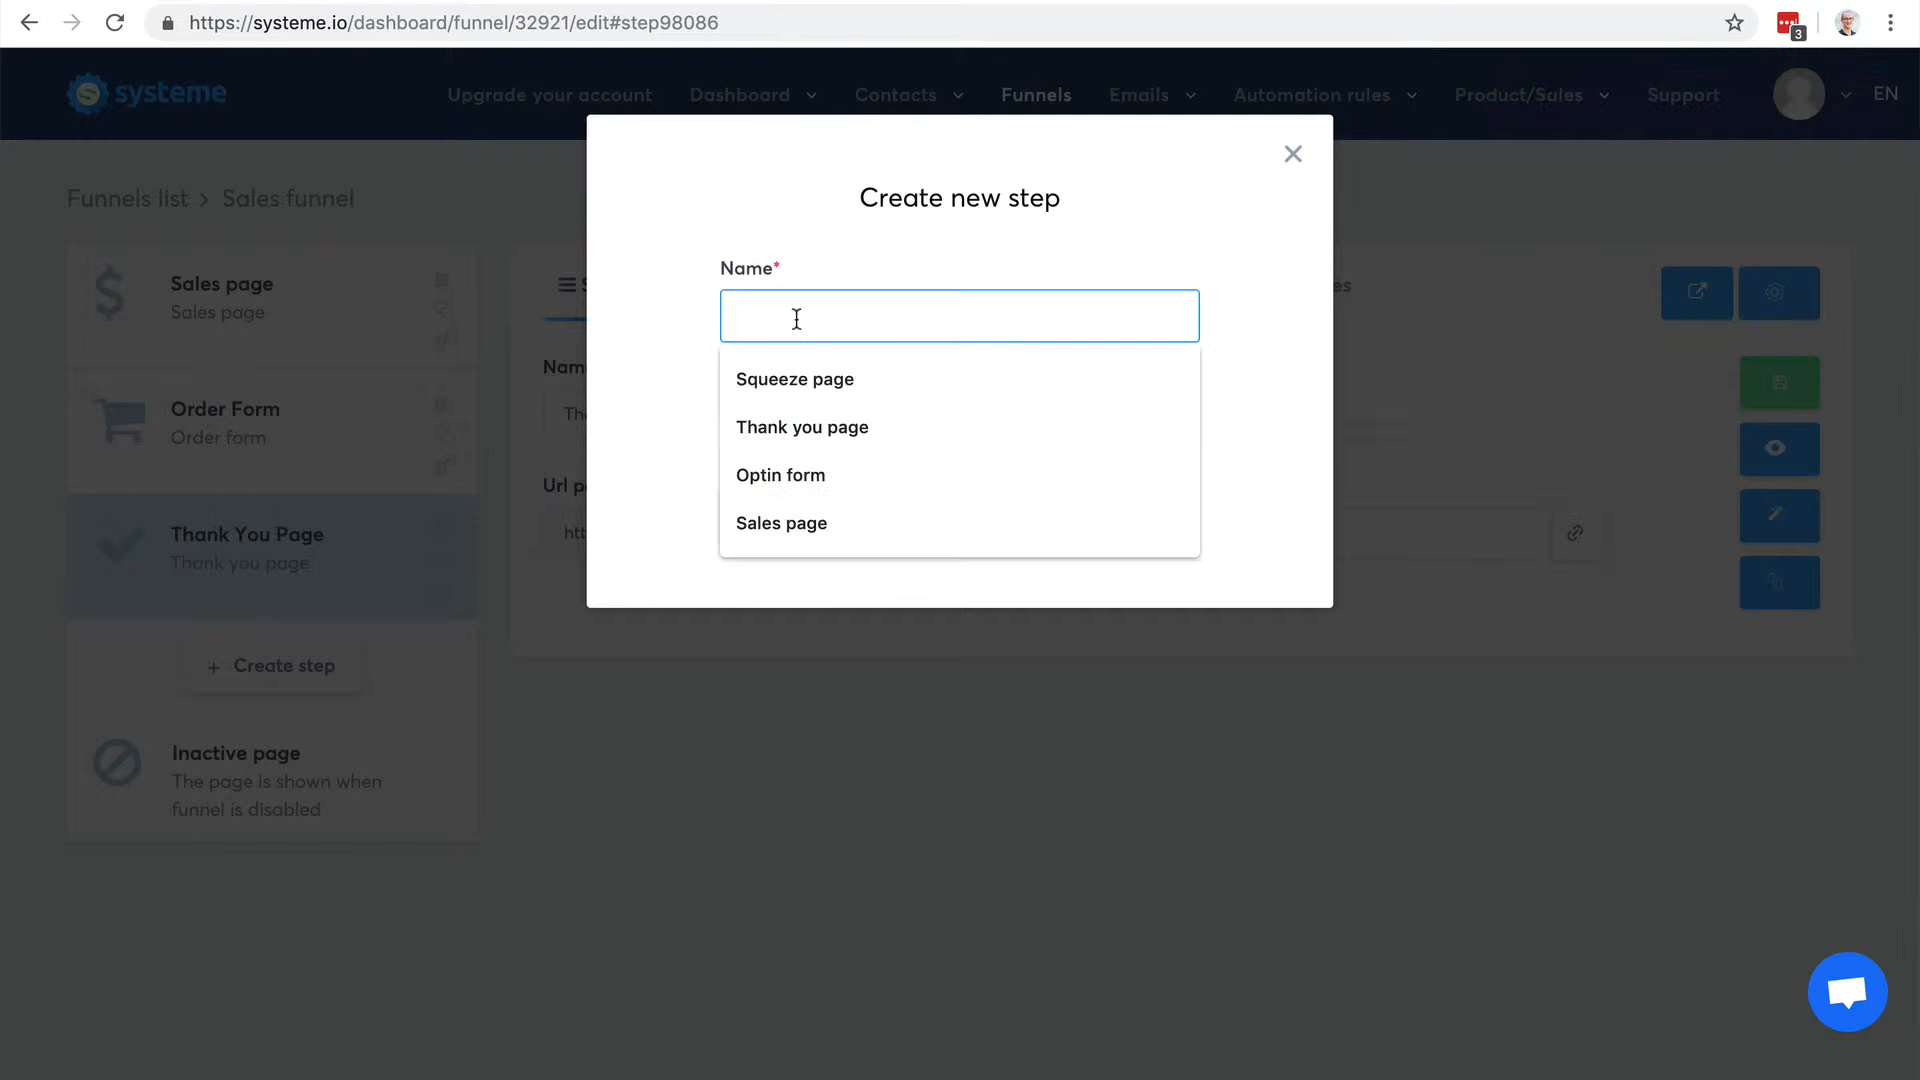 https://systeme.io/dashboard/funnel/32921/edit#step98086
3
systeme
Upgrade your account
Dashboard
Contacts
Funnels
Emails
Automation rules
Product/Sales
Support
EN
Funnels list > Sales funnel
Create new step
Name*
Squeeze page
Thank you page
Optin form
Sales page
Sales page
Sales page
Order Form
Order form
Thank You Page
Thank you page
+ Create step
Inactive page
The page is shown when
funnel is disabled